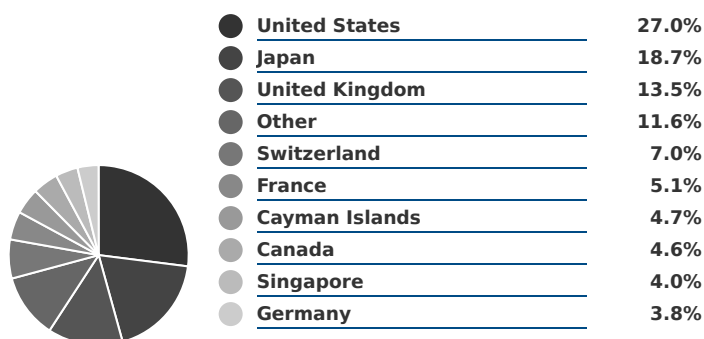 United States 27.0%
Japan 18.7%
United Kingdom 13.5%
Other 11.6%
Switzerland 7.0%
France 5.1%
Cayman Islands 4.7%
Canada 4.6%
Singapore 4.0%
Germany 3.8%